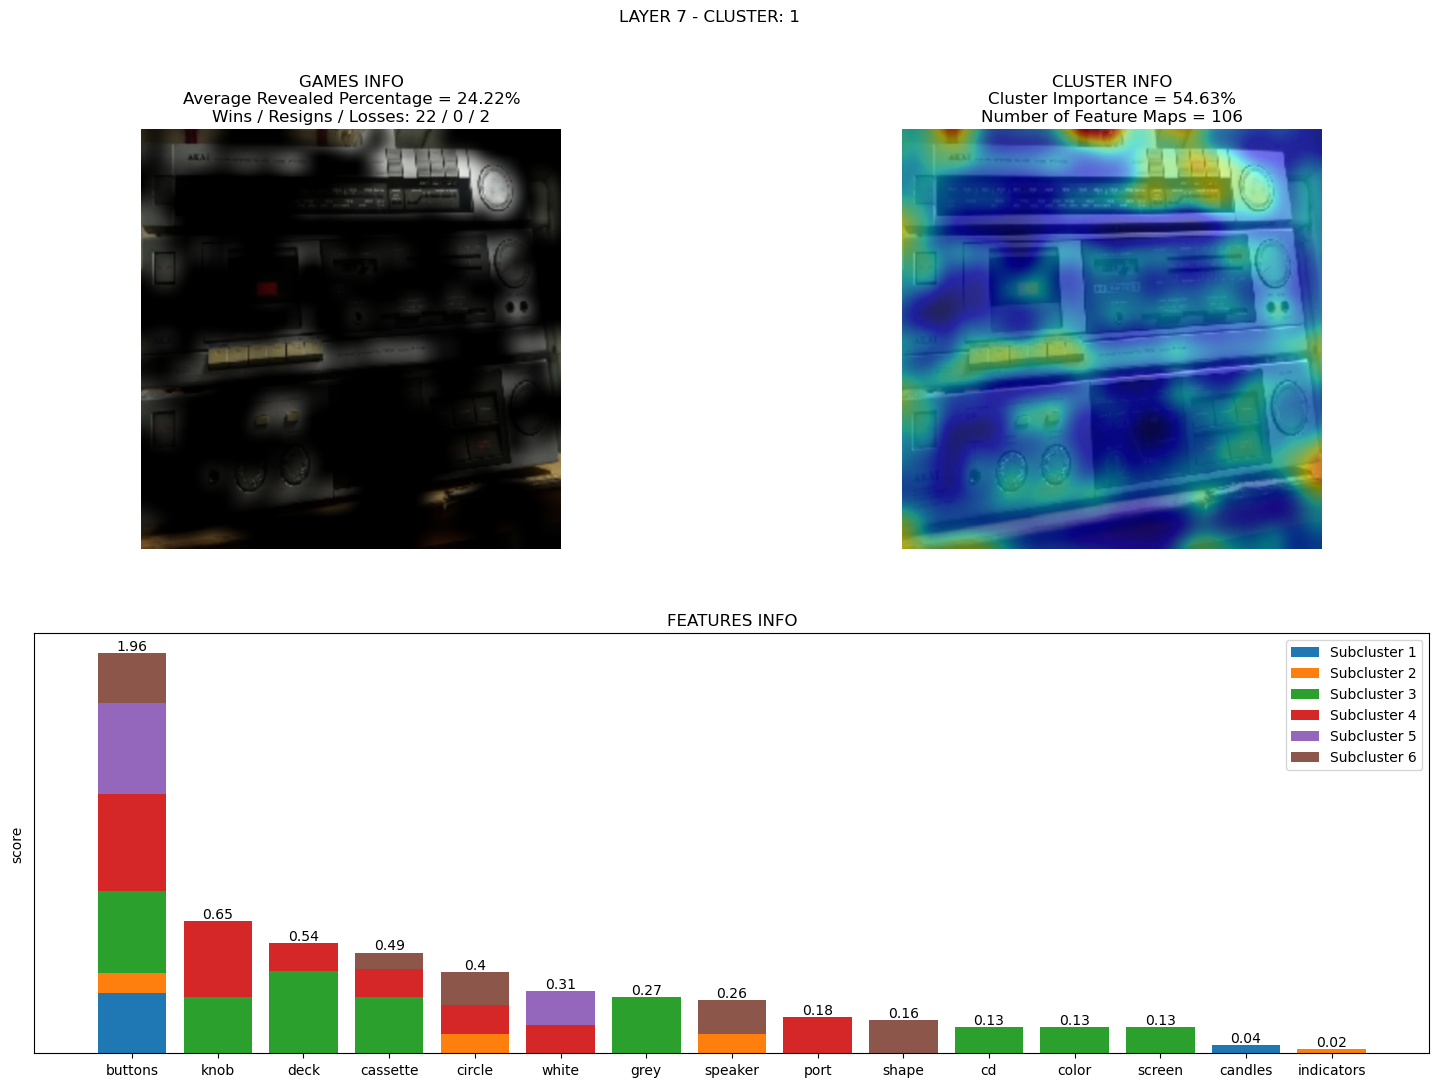 LAYER 7 - CLUSTER: 1
GAMES INFO
Average Revealed Percentage = 24.22%
Wins / Resigns / Losses: 22 / 0 / 2
CLUSTER INFO
Cluster Importance = 54.63%
Number of Feature Maps = 106
AKAI
AKAI
FEATURES INFO
score
1.96
0.65
0.54
0.49
0.4
0.31
0.27
0.26
0.18
0.16
0.13
0.13
0.13
0.04
0.02
Subcluster 1
Subcluster 2
Subcluster 3
Subcluster 4
Subcluster 5
Subcluster 6
buttons
knob
deck
cassette
circle
white
grey
speaker
port
shape
cd
color
screen
candles
indicators